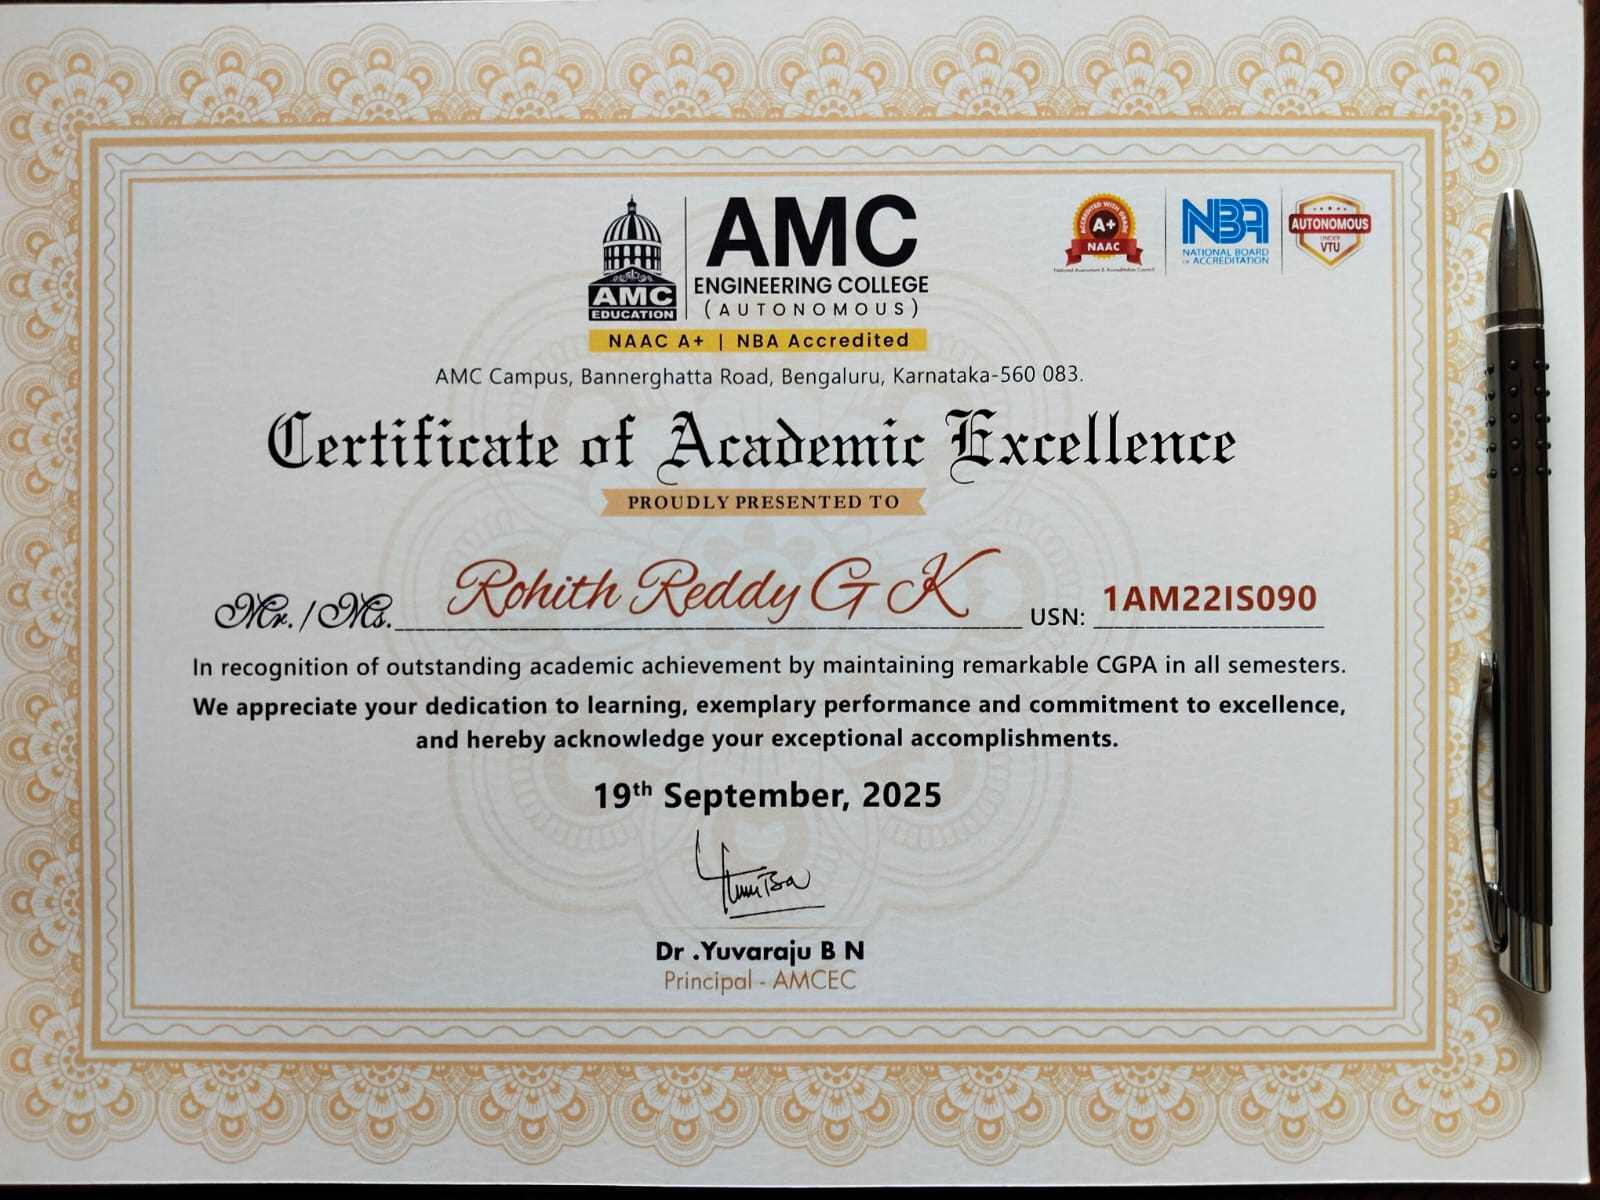 AMC
EDUCATION
AMC
ENGINEERING COLLEGE
(AUTONOMOUS)
NAAC A+ | NBA Accredited
ACCREDITED WITH GRADE
A+
NAAC
National Assessment & Accreditation Council
NBA
NATIONAL BOARD
OF ACCREDITATION
AUTONOMOUS
UNDER
VTU
AMC Campus, Bannerghatta Road, Bengaluru, Karnataka-560 083.
Certificate of Academic Excellence
PROUDLY PRESENTED TO
Mr./Ms. Rohith Reddy G K USN: 1AM22IS090
In recognition of outstanding academic achievement by maintaining remarkable CGPA in all semesters.
We appreciate your dedication to learning, exemplary performance and commitment to excellence,
and hereby acknowledge your exceptional accomplishments.
19th September, 2025
Dr .Yuvaraju B N
Principal - AMCEC